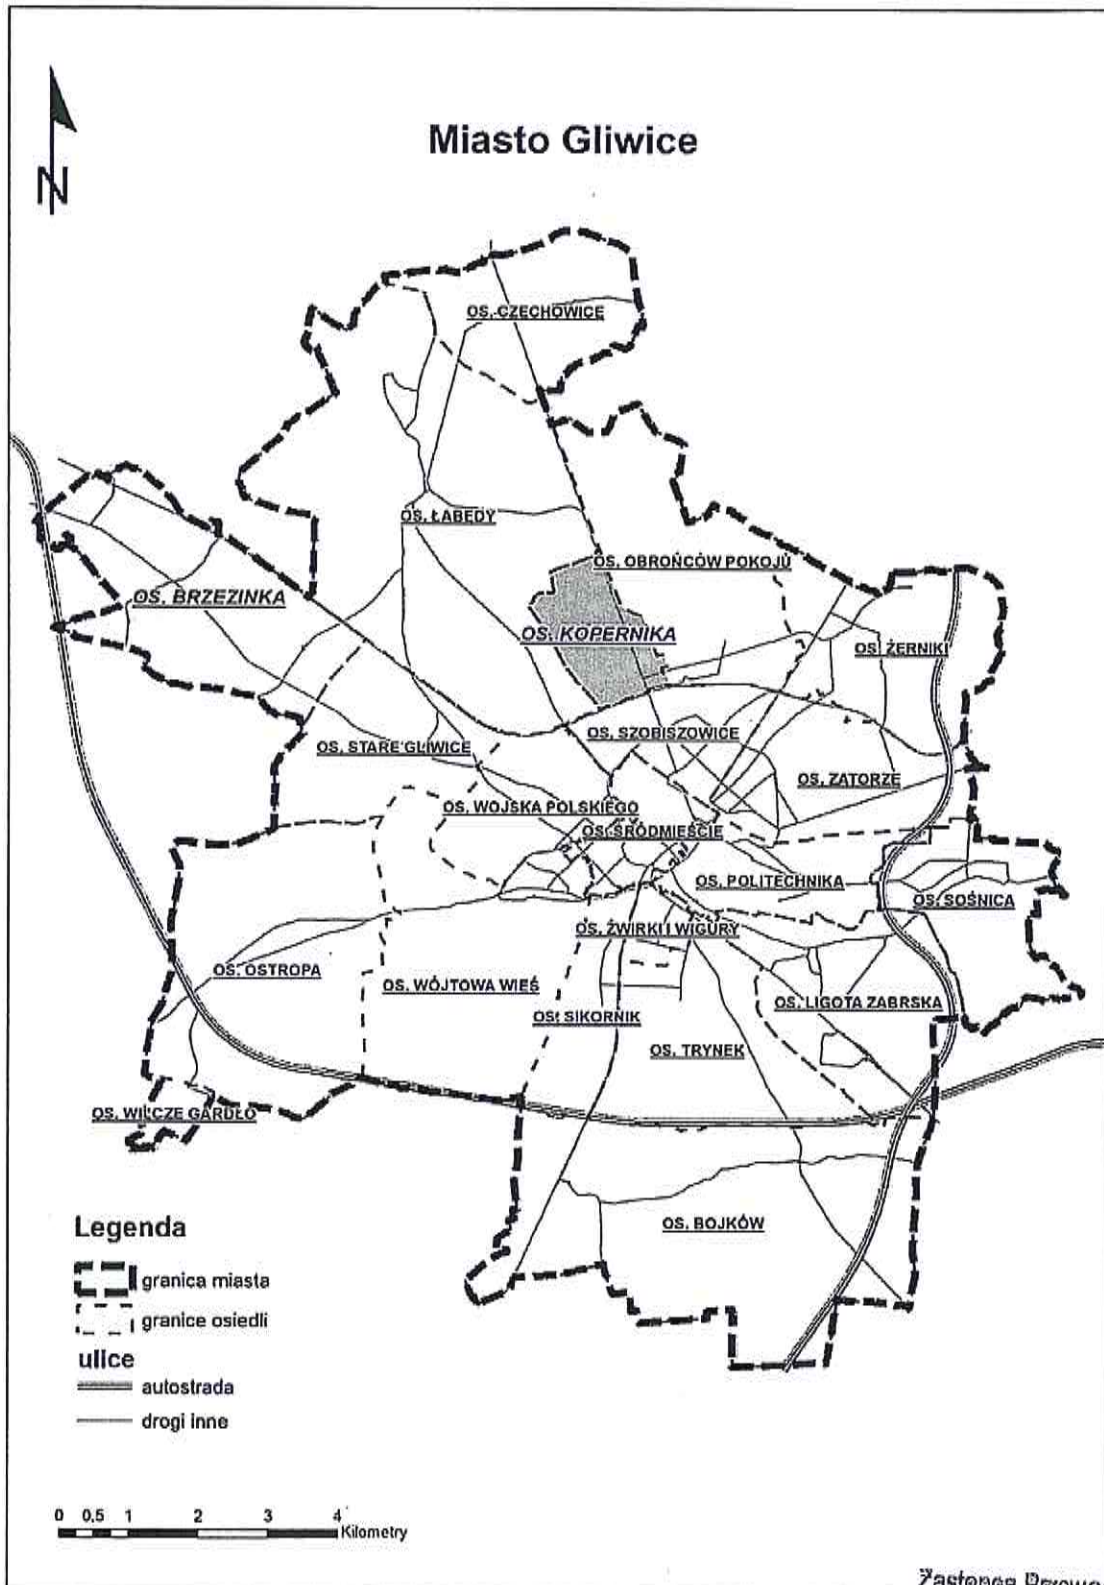 N
Miasto Gliwice
OS. CZECHOWICE
OS. ŁABĘDY
OS. OBROŃCÓW POKOJU
OS. BRZEZINKA
OS. KOPERNIKA
OS. ŻERNIKI
OS. SZOBISZOWICE
OS. STARE GLIWICE
OS. ZATORZE
OS. WOJSKA POLSKIEGO
OS. ŚRÓDMIEŚCIE
OS. POLITECHNIKA
OS. SOŚNICA
OS. ŻWIRKI I WIGURY
OS. OSTROPA
OS. WÓJTOWA WIEŚ
OS. LIGOTA ZABRSKA
OS. SIKORNIK
OS. TRYNEK
OS. WILCZE GARDŁO
OS. BOJKÓW
Legenda
granica miasta
granice osiedli
ulice
autostrada
drogi inne
0 0,5 1 2 3 4
Kilometry